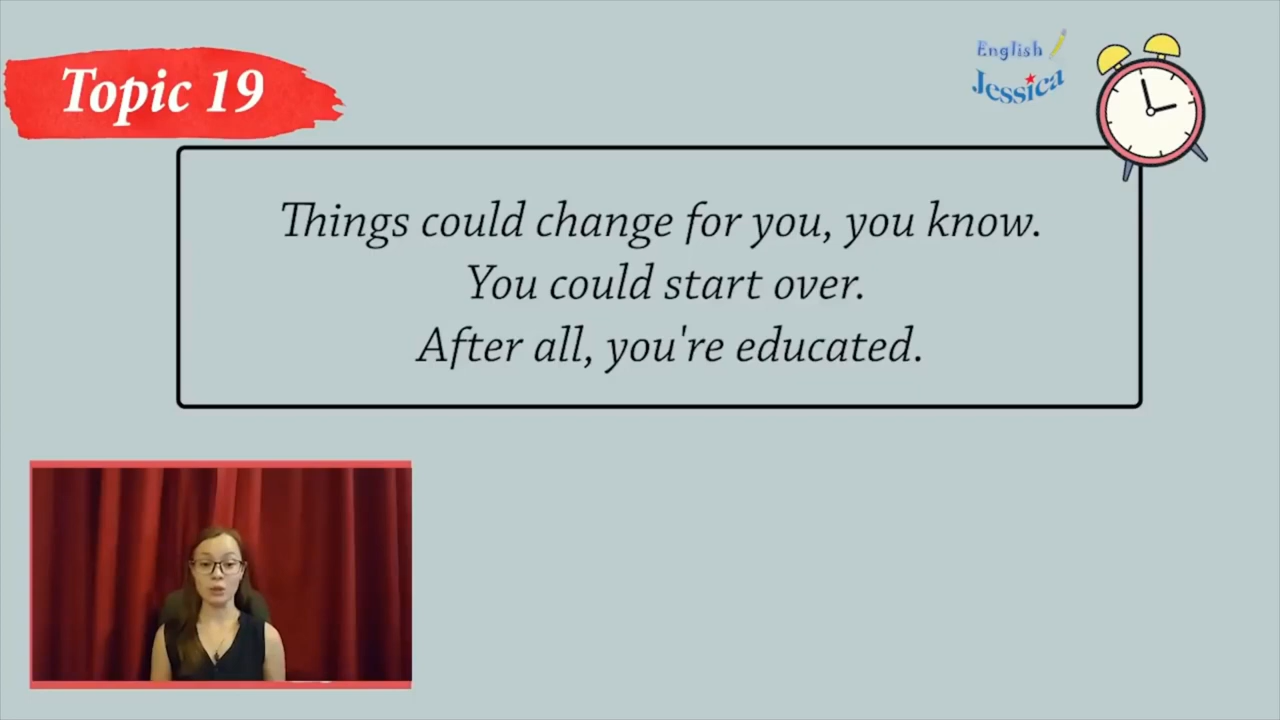 Topic 19
English
Jessica
Things could change for you, you know.
You could start over.
After all, you're educated.